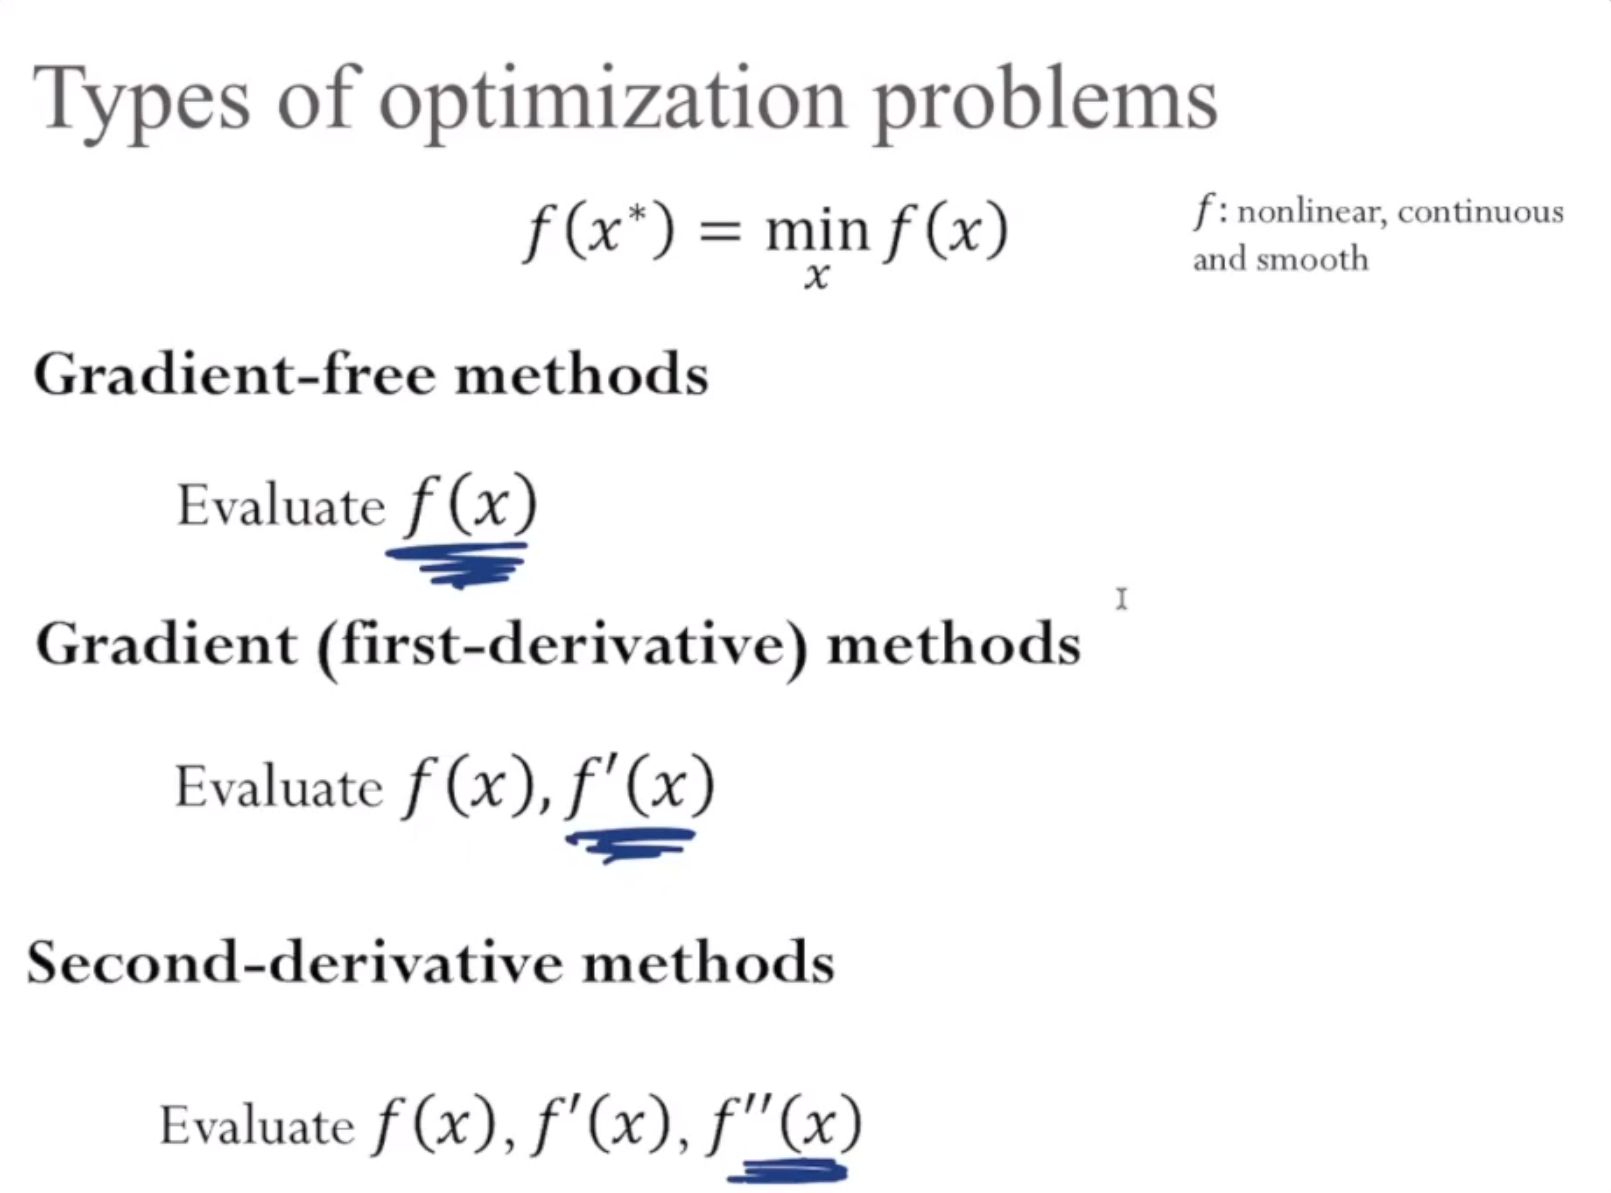 Types of optimization problems
f(x*) = min f(x)
x
f: nonlinear, continuous
and smooth
Gradient-free methods
Evaluate f(x)
Gradient (first-derivative) methods
Evaluate f(x), f′(x)
Second-derivative methods
Evaluate f(x), f′(x), f′′(x)